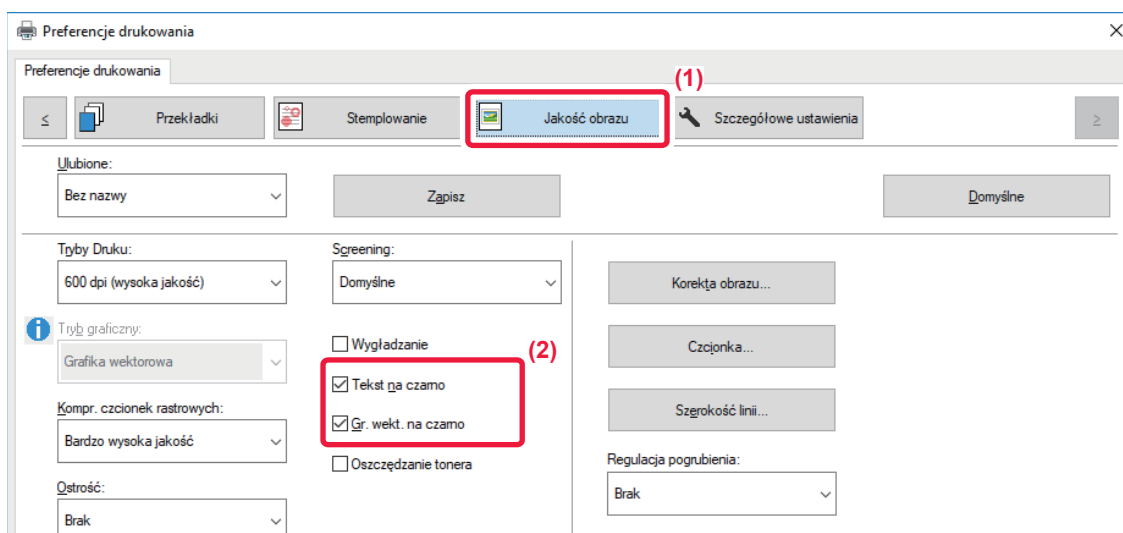 Preferencje drukowania
Preferencje drukowania
(1)
≤
Przekładki
Stemplowanie
Jakość obrazu
Szczegółowe ustawienia
≥
Ulubione:
Bez nazwy
Zapisz
Domyślne
Tryby Druku:
600 dpi (wysoka jakość)
Screening:
Domyślne
Korekta obrazu...
Tryb graficzny:
Grafika wektorowa
Wygładzanie
(2)
Czcionka...
Tekst na czarno
Kompr. czcionek rastrowych:
Bardzo wysoka jakość
Gr. wekt. na czarno
Szerokość linii...
Oszczędzanie tonera
Regulacja pogrubienia:
Brak
Ostrość:
Brak